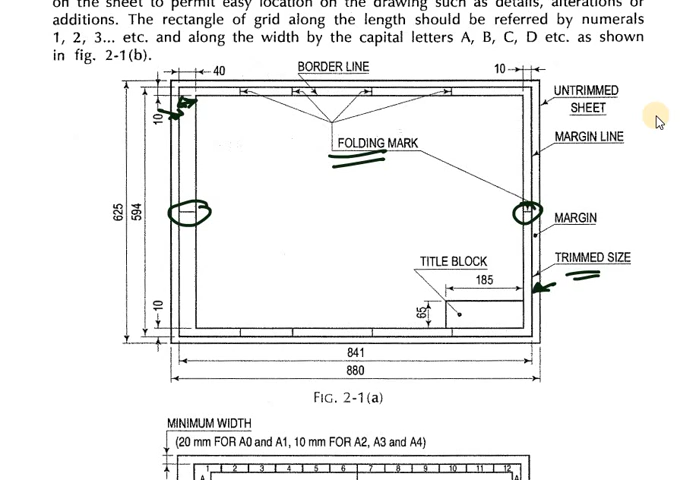 on the sheet to permit easy location on the drawing such as details, alterations or
additions. The rectangle of grid along the length should be referred by numerals
1, 2, 3... etc. and along the width by the capital letters A, B, C, D etc. as shown
in fig. 2-1(b).
40
BORDER LINE
10
UNTRIMMED
SHEET
10
MARGIN LINE
FOLDING MARK
625
594
MARGIN
TITLE BLOCK
TRIMMED SIZE
185
10
65
841
880
FIG. 2-1(a)
MINIMUM WIDTH
(20 mm FOR A0 and A1, 10 mm FOR A2, A3 and A4)
1 2 3 4 5 6 7 8 9 10 11 12
A A